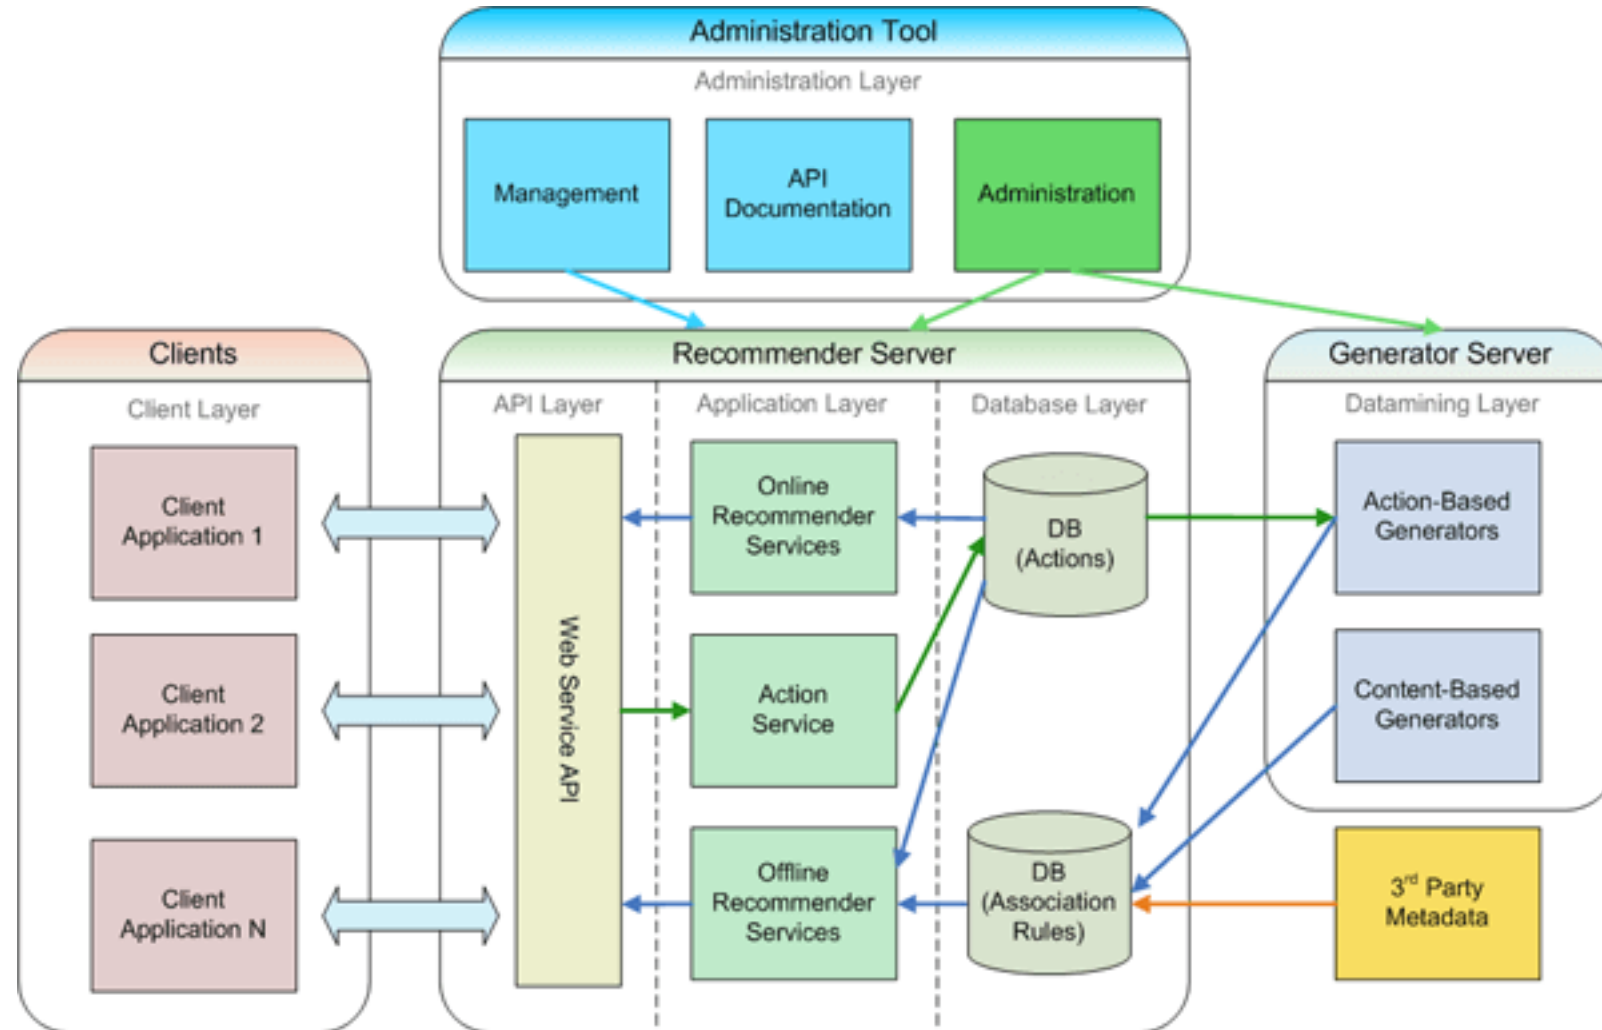 Administration Tool
Administration Layer
Management
API
Documentation
Administration
Clients
Client Layer
Client
Application 1
Client
Application 2
Client
Application N
Recommender Server
API Layer
Application Layer
Database Layer
Web Service API
Online
Recommender
Services
Action
Service
Offline
Recommender
Services
DB
(Actions)
DB
(Association
Rules)
Generator Server
Datamining Layer
Action-Based
Generators
Content-Based
Generators
3rd Party
Metadata